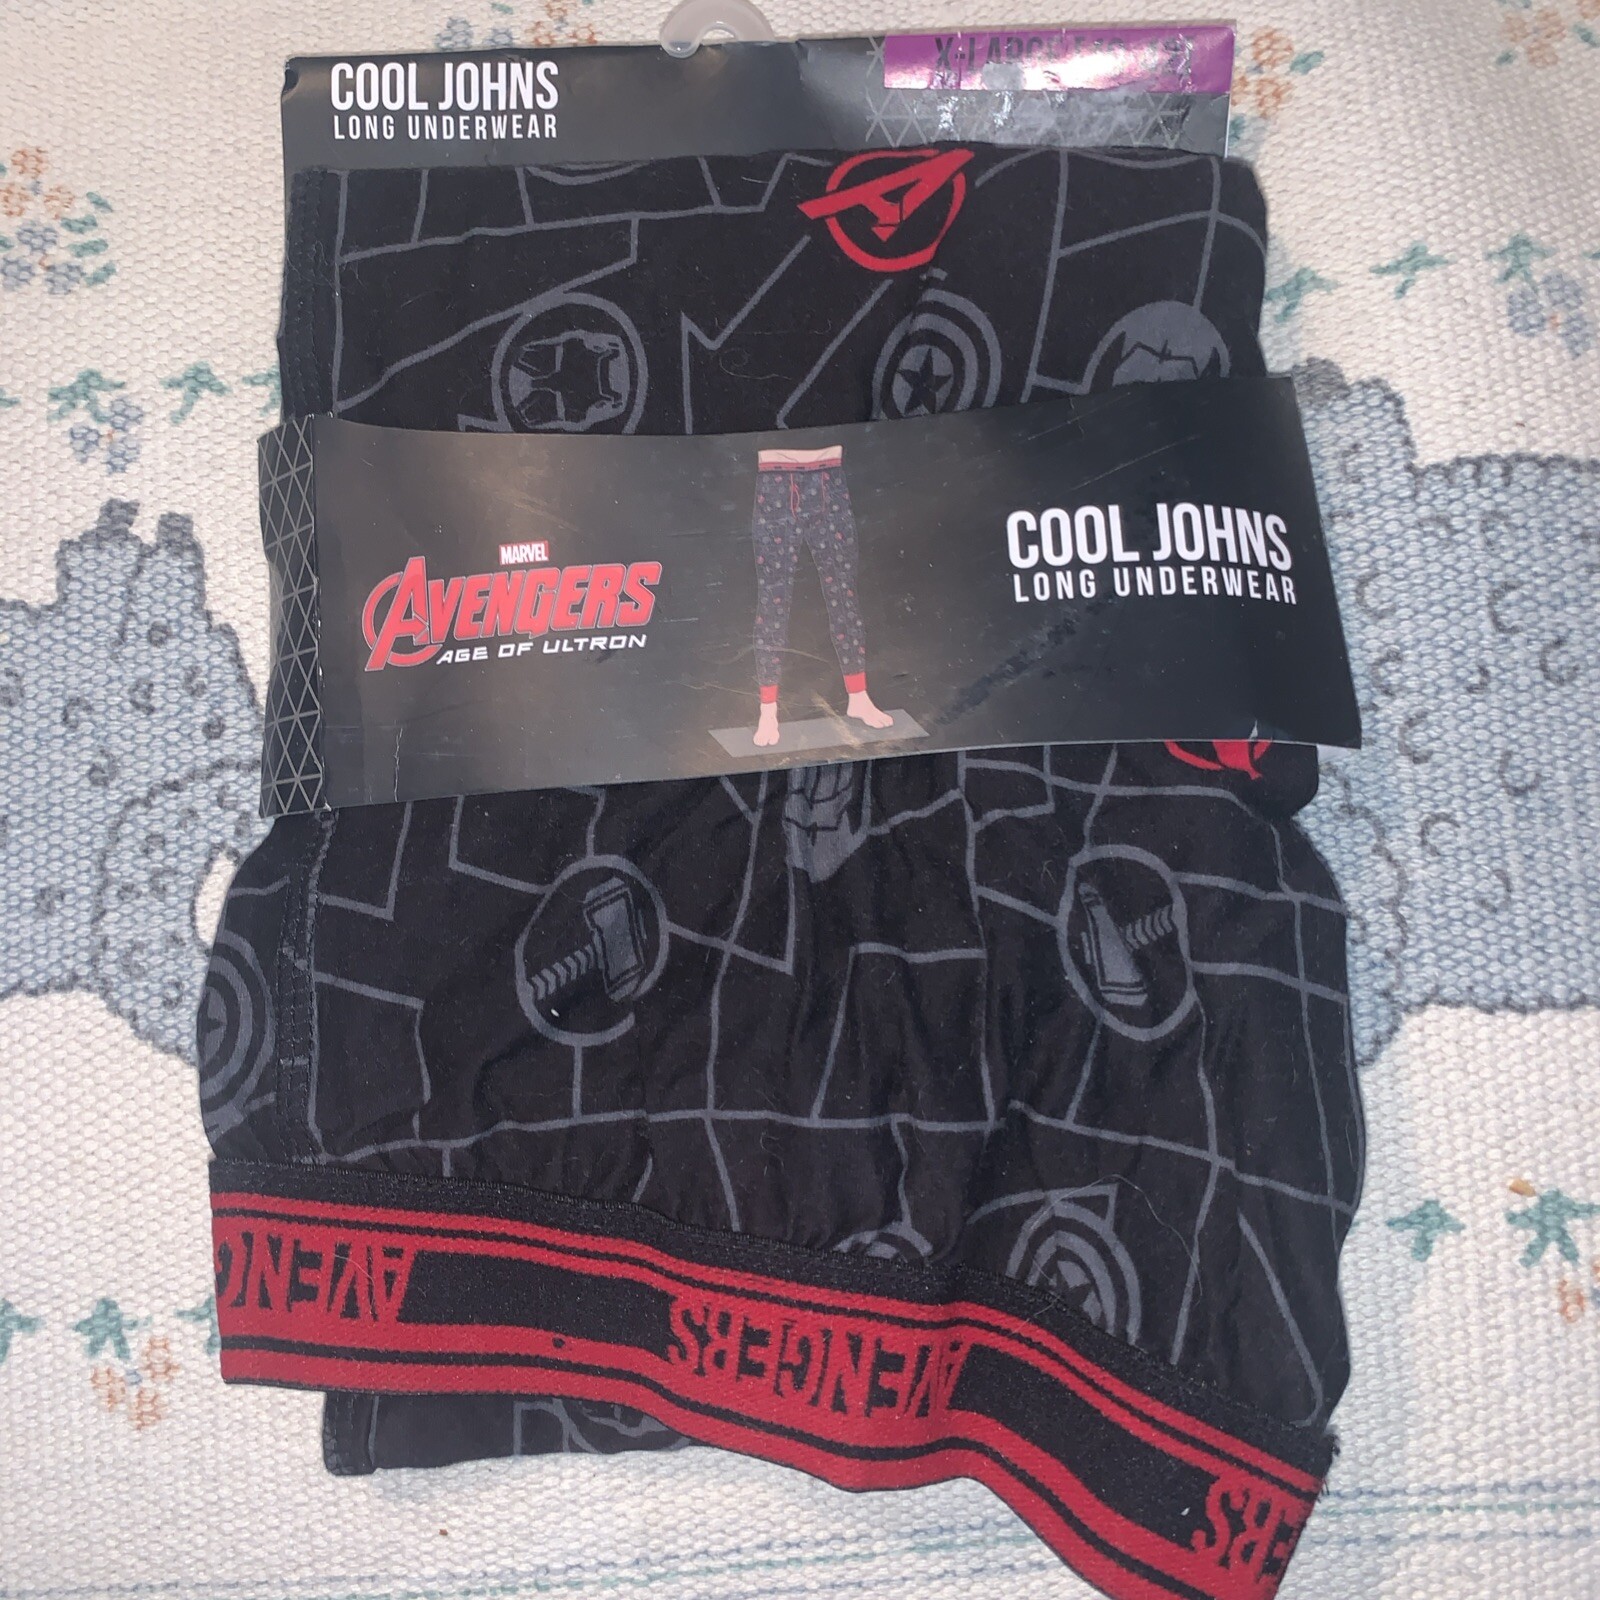 COOL JOHNS
LONG UNDERWEAR
MARVEL
AVENGERS
AGE OF ULTRON
COOL JOHNS
LONG UNDERWEAR
AVENG
AVENGERS
ERS